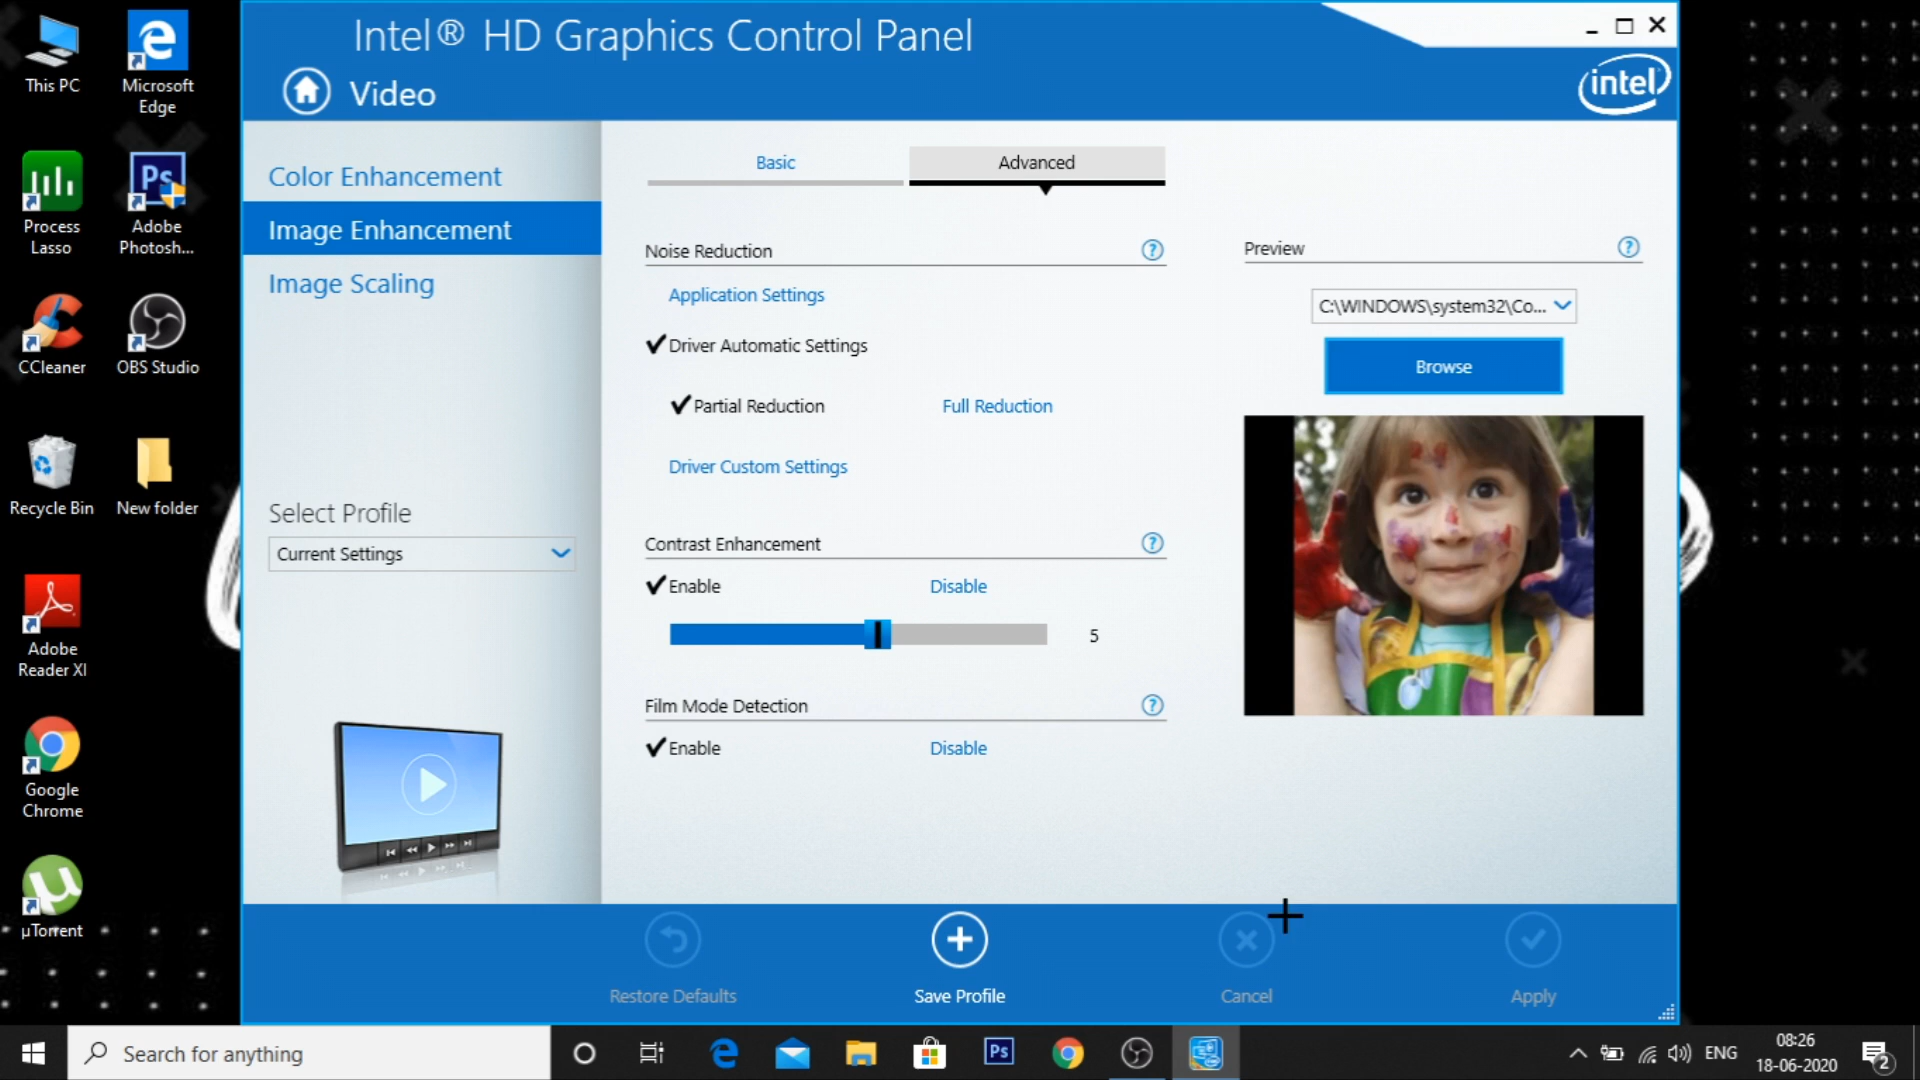 This PC
Microsoft
Edge
Process
Lasso
Ps
Adobe
Photosh...
CCleaner
OBS Studio
Recycle Bin
New folder
Adobe
Reader XI
Google
Chrome
µTorrent
Intel® HD Graphics Control Panel
Video
intel
Color Enhancement
Image Enhancement
Image Scaling
Select Profile
Current Settings
Basic
Advanced
Noise Reduction
?
Application Settings
Driver Automatic Settings
Partial Reduction
Full Reduction
Driver Custom Settings
Contrast Enhancement
?
Enable
Disable
5
Film Mode Detection
?
Enable
Disable
Preview
?
C:\WINDOWS\system32\Co...
Browse
Restore Defaults
Save Profile
Cancel
Apply
Search for anything
Ps
ENG
08:26
18-06-2020
2